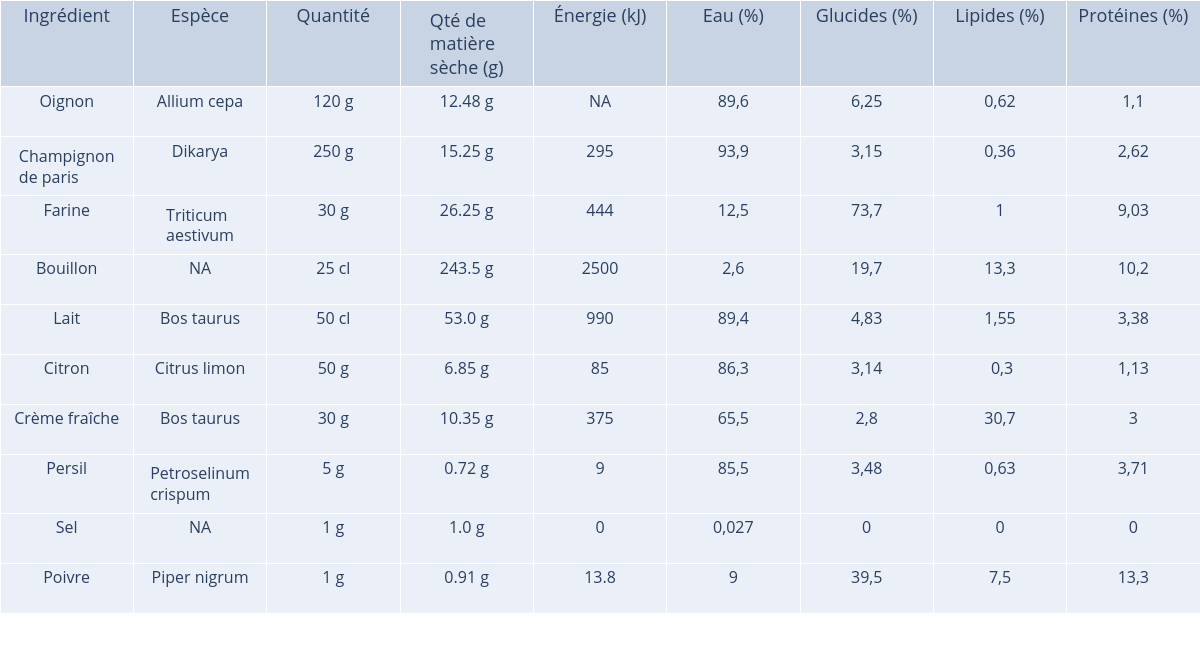 Ingrédient Espèce Quantité Qté de matière sèche (g) Énergie (kJ) Eau (%) Glucides (%) Lipides (%) Protéines (%)
Oignon Allium cepa 120 g 12.48 g NA 89,6 6,25 0,62 1,1
Champignon de paris Dikarya 250 g 15.25 g 295 93,9 3,15 0,36 2,62
Farine Triticum aestivum 30 g 26.25 g 444 12,5 73,7 1 9,03
Bouillon NA 25 cl 243.5 g 2500 2,6 19,7 13,3 10,2
Lait Bos taurus 50 cl 53.0 g 990 89,4 4,83 1,55 3,38
Citron Citrus limon 50 g 6.85 g 85 86,3 3,14 0,3 1,13
Crème fraîche Bos taurus 30 g 10.35 g 375 65,5 2,8 30,7 3
Persil Petroselinum crispum 5 g 0.72 g 9 85,5 3,48 0,63 3,71
Sel NA 1 g 1.0 g 0 0,027 0 0 0
Poivre Piper nigrum 1 g 0.91 g 13.8 9 39,5 7,5 13,3